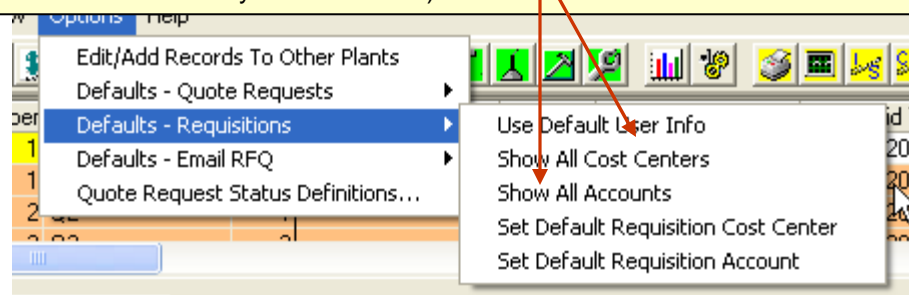 Options Help
Edit/Add Records To Other Plants
Defaults - Quote Requests
Defaults - Requisitions
Defaults - Email RFQ
Quote Request Status Definitions...
Use Default User Info
Show All Cost Centers
Show All Accounts
Set Default Requisition Cost Center
Set Default Requisition Account